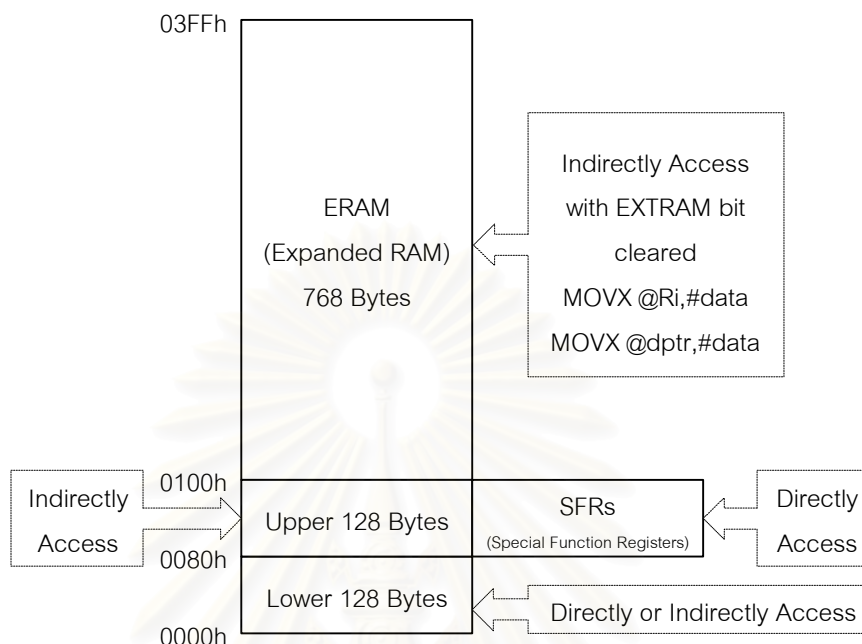 03FFh
ERAM
(Expanded RAM)
768 Bytes
Indirectly Access
with EXTRAM bit
cleared
MOVX @Ri,#data
MOVX @dptr,#data
0100h
Indirectly
Access
Upper 128 Bytes
SFRs
(Special Function Registers)
Directly
Access
0080h
Lower 128 Bytes
Directly or Indirectly Access
0000h